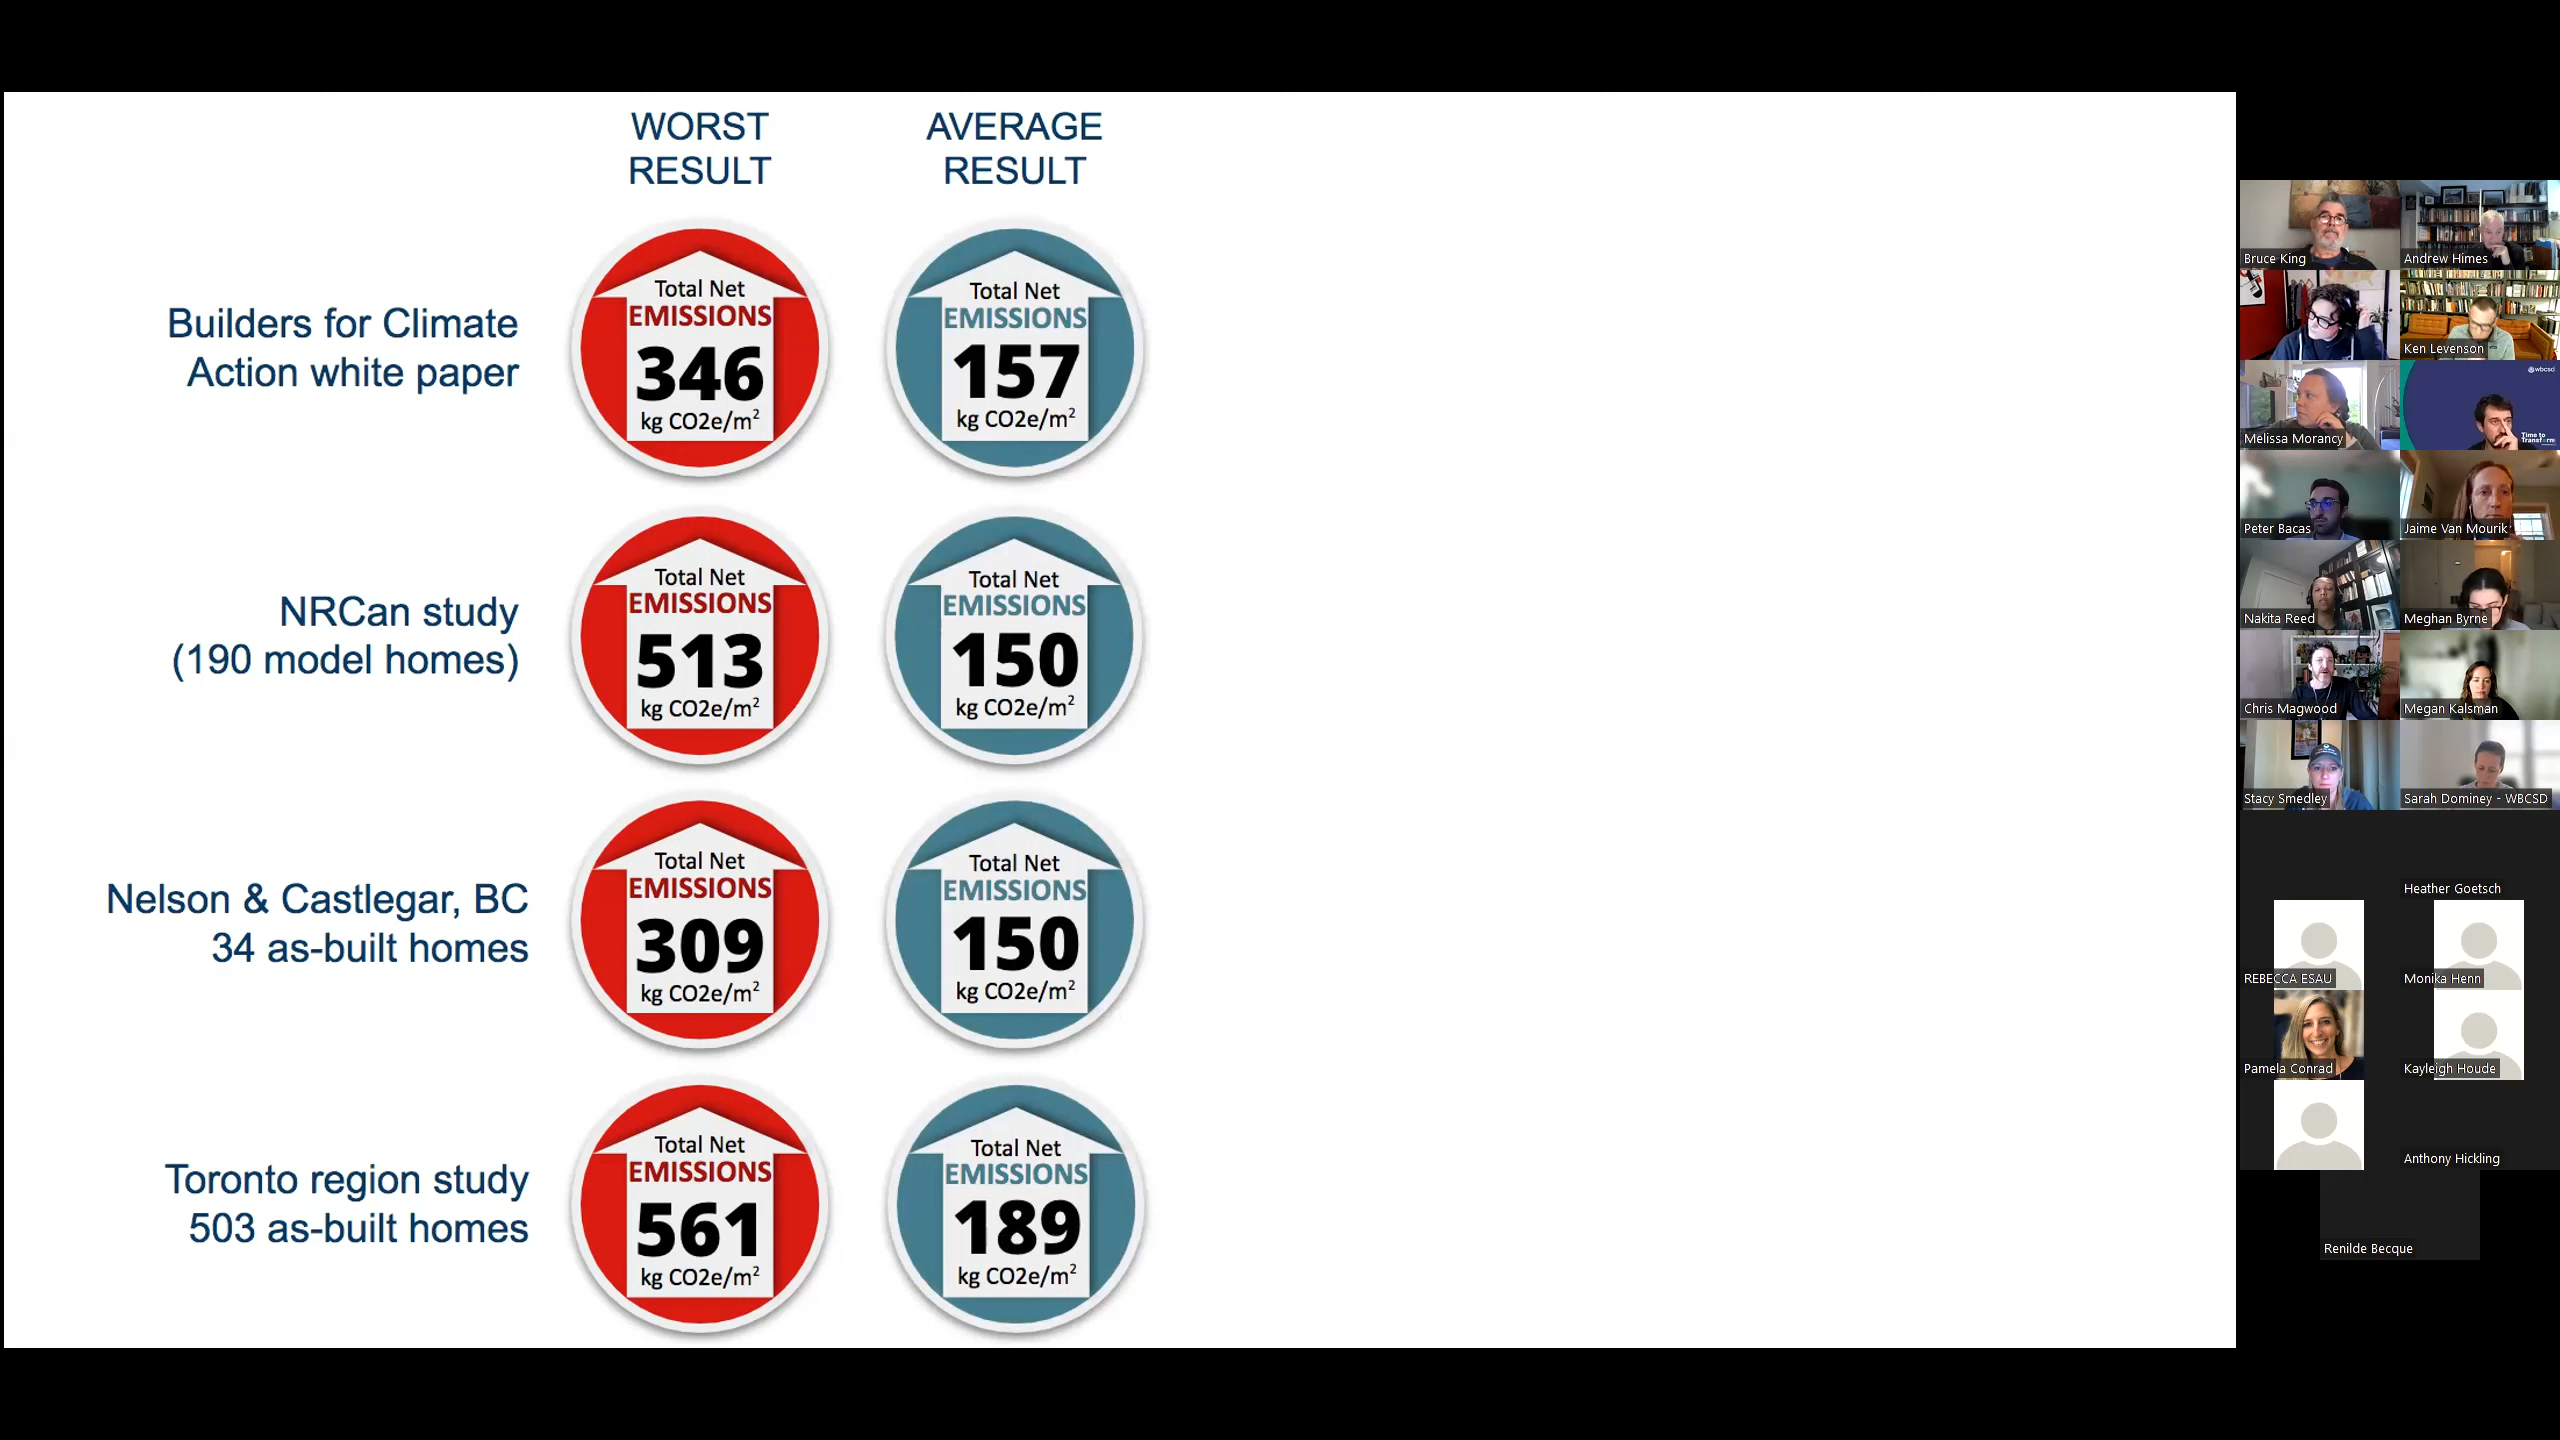 WORST
RESULT
AVERAGE
RESULT
Builders for Climate
Action white paper
Total Net
EMISSIONS
346
kg CO2e/m²
Total Net
EMISSIONS
157
kg CO2e/m²
NRCan study
(190 model homes)
Total Net
EMISSIONS
513
kg CO2e/m²
Total Net
EMISSIONS
150
kg CO2e/m²
Nelson & Castlegar, BC
34 as-built homes
Total Net
EMISSIONS
309
kg CO2e/m²
Total Net
EMISSIONS
150
kg CO2e/m²
Toronto region study
503 as-built homes
Total Net
EMISSIONS
561
kg CO2e/m²
Total Net
EMISSIONS
189
kg CO2e/m²
Bruce King
Andrew Himes
Ken Levenson
Melissa Morancy
wbcsd
Time to
Transform
Peter Bacas
Jaime Van Mourik
Nakita Reed
Meghan Byrne
Chris Magwood
Megan Kalsman
Stacy Smedley
Sarah Dominey - WBCSD
Heather Goetsch
REBECCA ESAU
Monika Henn
Pamela Conrad
Kayleigh Houde
Anthony Hickling
Renilde Becque